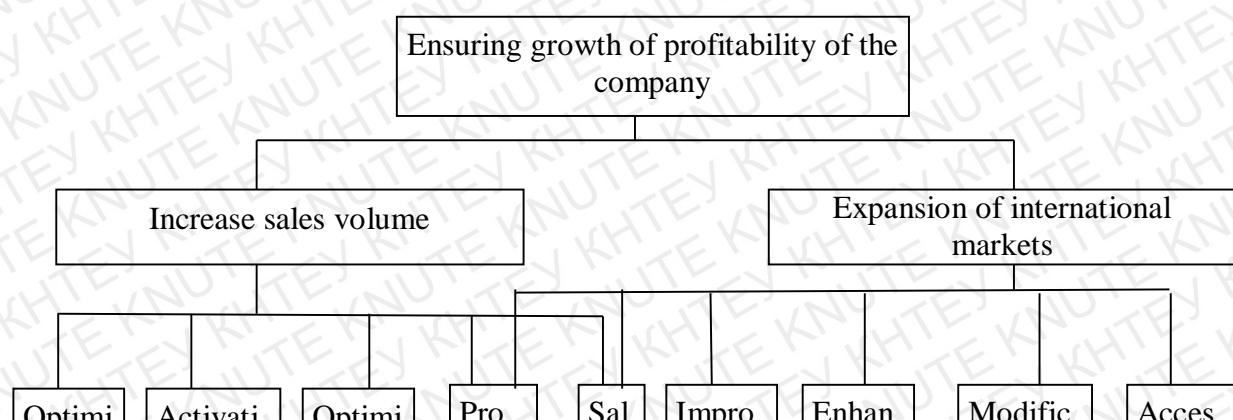 Ensuring growth of profitability of the
company
Increase sales volume
Expansion of international
markets
Optimi
Activati
Optimi
Pro
Sal
Impro
Enhan
Modific
Acces